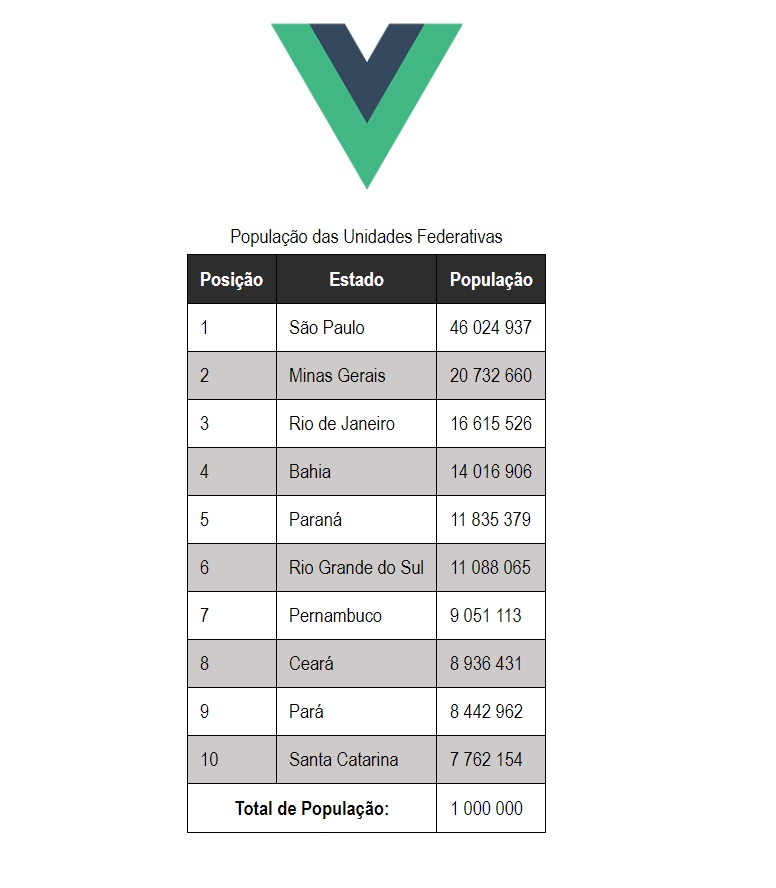 População das Unidades Federativas
Posição Estado População
1 São Paulo 46 024 937
2 Minas Gerais 20 732 660
3 Rio de Janeiro 16 615 526
4 Bahia 14 016 906
5 Paraná 11 835 379
6 Rio Grande do Sul 11 088 065
7 Pernambuco 9 051 113
8 Ceará 8 936 431
9 Pará 8 442 962
10 Santa Catarina 7 762 154
Total de População: 1 000 000